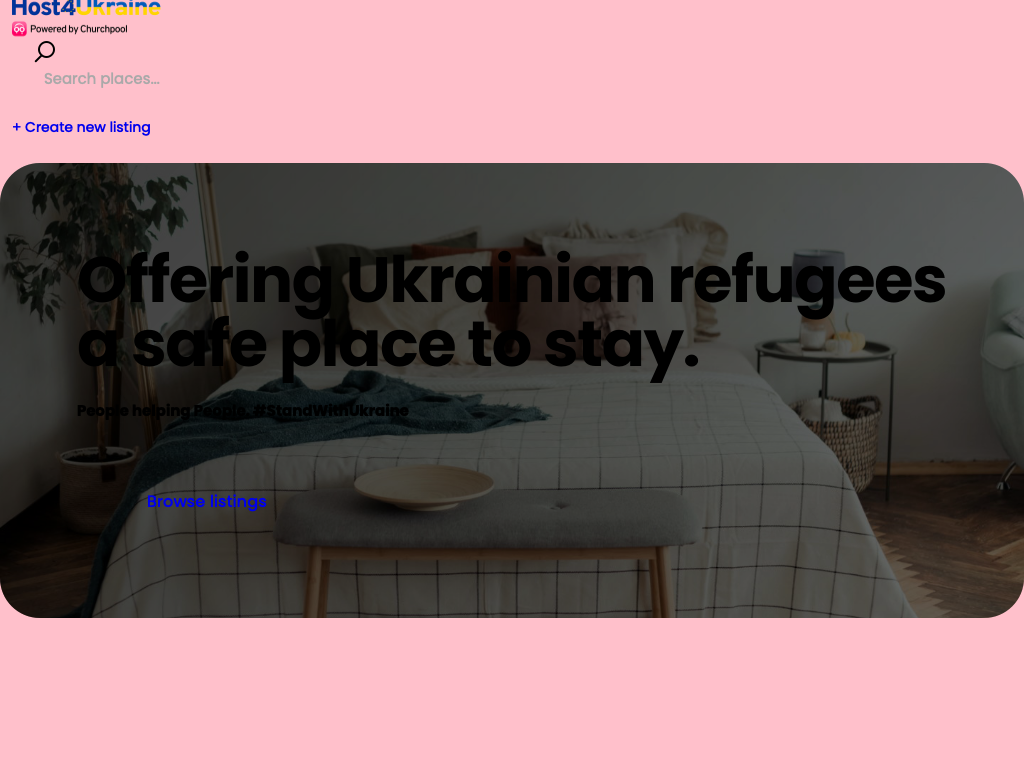 Host4Ukraine
Powered by Churchpool
Search places...
+ Create new listing
Offering Ukrainian refugees
a safe place to stay.
People helping People. #StandWithUkraine
Browse listings